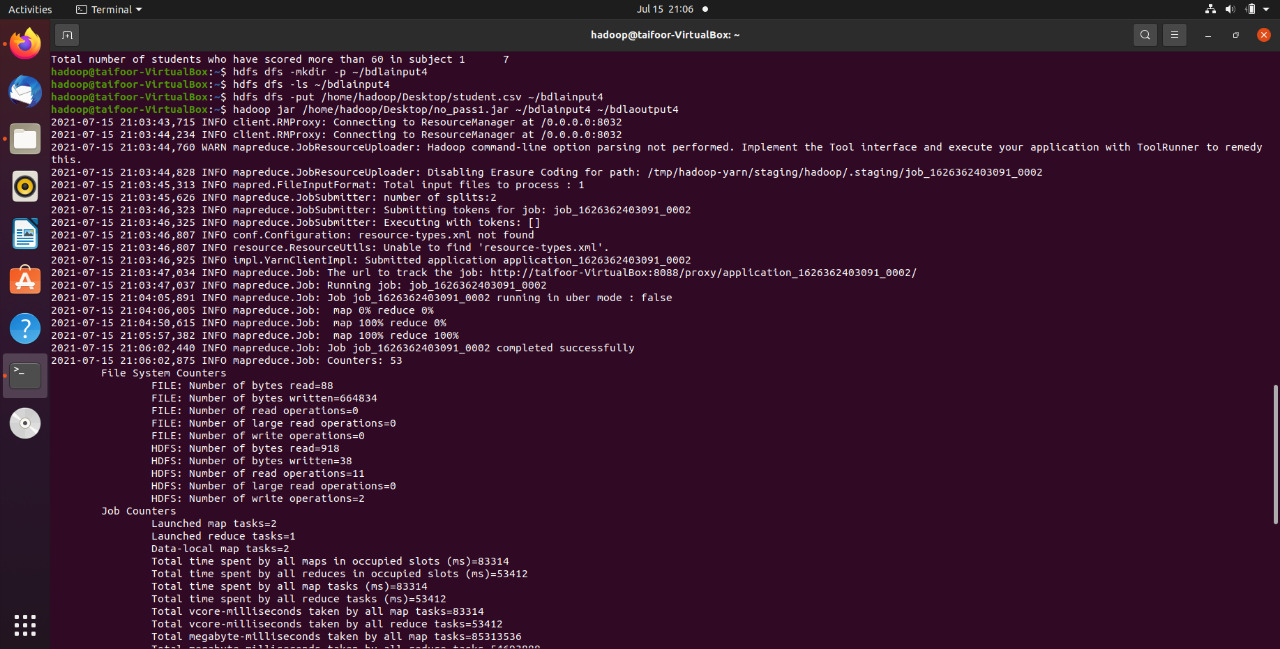 Activities
Terminal
Jul 15 21:06
hadoop@taifoor-VirtualBox: ~
Total number of students who have scored more than 60 in subject 1 7
hadoop@taifoor-VirtualBox:~$ hdfs dfs -mkdir -p ~/bdlainput4
hadoop@taifoor-VirtualBox:~$ hdfs dfs -ls ~/bdlainput4
hadoop@taifoor-VirtualBox:~$ hdfs dfs -put /home/hadoop/Desktop/student.csv ~/bdlainput4
hadoop@taifoor-VirtualBox:~$ hadoop jar /home/hadoop/Desktop/no_pass1.jar ~/bdlainput4 ~/bdlaoutput4
2021-07-15 21:03:43,715 INFO client.RMProxy: Connecting to ResourceManager at /0.0.0.0:8032
2021-07-15 21:03:44,234 INFO client.RMProxy: Connecting to ResourceManager at /0.0.0.0:8032
2021-07-15 21:03:44,760 WARN mapreduce.JobResourceUploader: Hadoop command-line option parsing not performed. Implement the Tool interface and execute your application with ToolRunner to remedy
this.
2021-07-15 21:03:44,828 INFO mapreduce.JobResourceUploader: Disabling Erasure Coding for path: /tmp/hadoop-yarn/staging/hadoop/.staging/job_1626362403091_0002
2021-07-15 21:03:45,313 INFO mapred.FileInputFormat: Total input files to process : 1
2021-07-15 21:03:45,626 INFO mapreduce.JobSubmitter: number of splits:2
2021-07-15 21:03:46,323 INFO mapreduce.JobSubmitter: Submitting tokens for job: job_1626362403091_0002
2021-07-15 21:03:46,325 INFO mapreduce.JobSubmitter: Executing with tokens: []
2021-07-15 21:03:46,807 INFO conf.Configuration: resource-types.xml not found
2021-07-15 21:03:46,807 INFO resource.ResourceUtils: Unable to find 'resource-types.xml'.
2021-07-15 21:03:46,925 INFO impl.YarnClientImpl: Submitted application application_1626362403091_0002
2021-07-15 21:03:47,034 INFO mapreduce.Job: The url to track the job: http://taifoor-VirtualBox:8088/proxy/application_1626362403091_0002/
2021-07-15 21:03:47,037 INFO mapreduce.Job: Running job: job_1626362403091_0002
2021-07-15 21:04:05,891 INFO mapreduce.Job: Job job_1626362403091_0002 running in uber mode : false
2021-07-15 21:04:06,005 INFO mapreduce.Job:  map 0% reduce 0%
2021-07-15 21:04:50,615 INFO mapreduce.Job:  map 100% reduce 0%
2021-07-15 21:05:57,382 INFO mapreduce.Job:  map 100% reduce 100%
2021-07-15 21:06:02,440 INFO mapreduce.Job: Job job_1626362403091_0002 completed successfully
2021-07-15 21:06:02,875 INFO mapreduce.Job: Counters: 53
File System Counters
FILE: Number of bytes read=88
FILE: Number of bytes written=664834
FILE: Number of read operations=0
FILE: Number of large read operations=0
FILE: Number of write operations=0
HDFS: Number of bytes read=918
HDFS: Number of bytes written=38
HDFS: Number of read operations=11
HDFS: Number of large read operations=0
HDFS: Number of write operations=2
Job Counters
Launched map tasks=2
Launched reduce tasks=1
Data-local map tasks=2
Total time spent by all maps in occupied slots (ms)=83314
Total time spent by all reduces in occupied slots (ms)=53412
Total time spent by all map tasks (ms)=83314
Total time spent by all reduce tasks (ms)=53412
Total vcore-milliseconds taken by all map tasks=83314
Total vcore-milliseconds taken by all reduce tasks=53412
Total megabyte-milliseconds taken by all map tasks=85313536